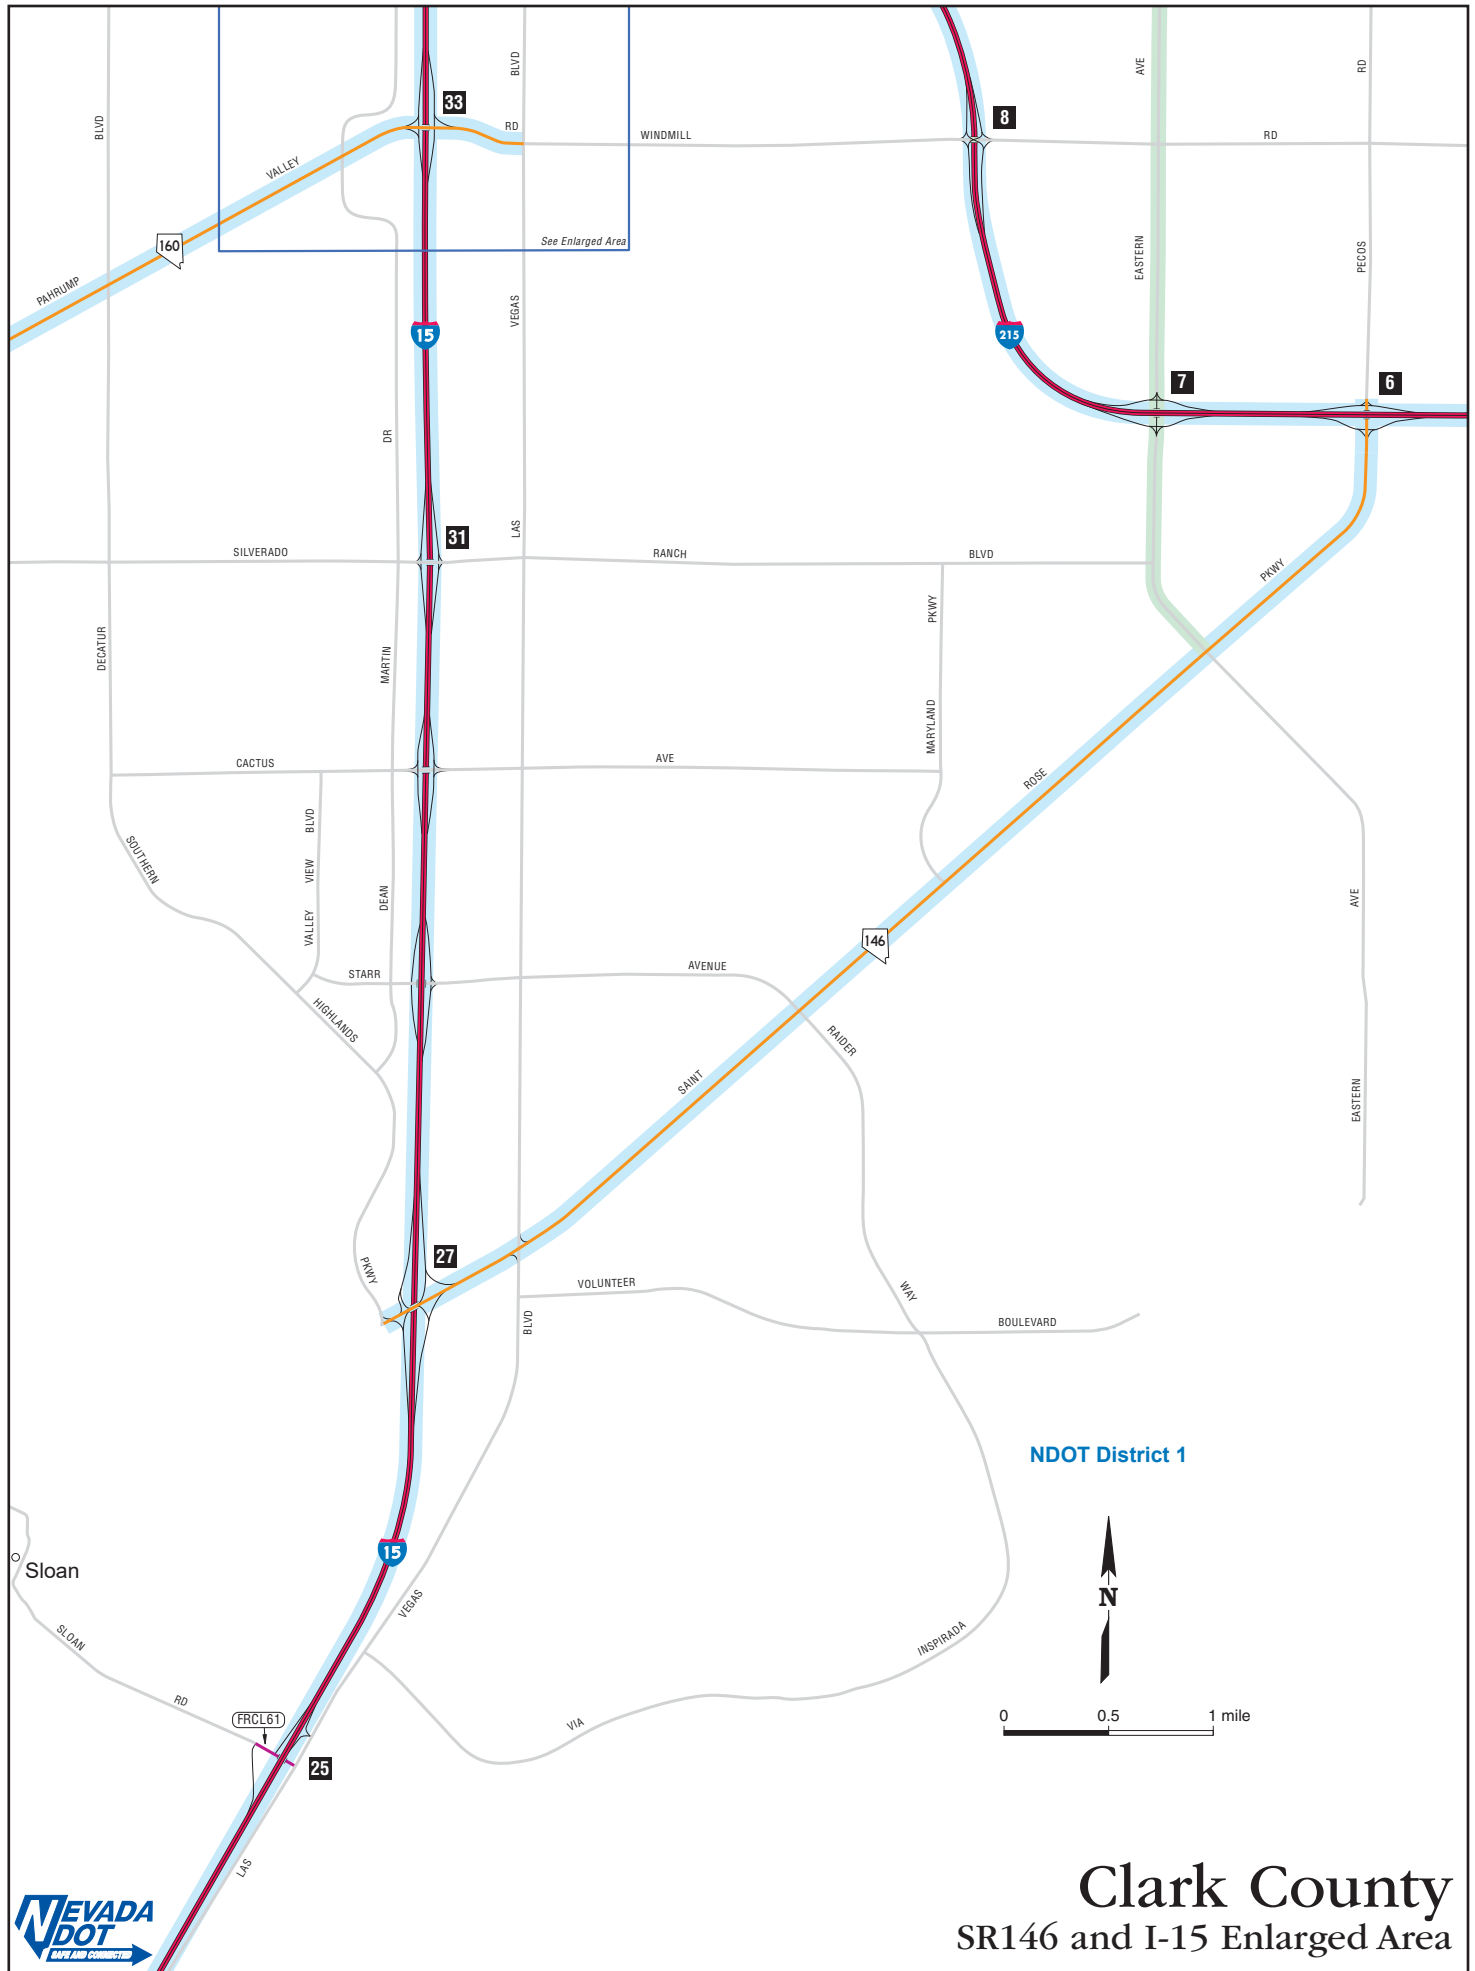 BLVD
AVE
RD
33
8
BLVD
RD
WINDMILL
RD
VALLEY
160
See Enlarged Area
EASTERN
PECOS
PAHRUMP
VEGAS
15
215
7
6
DR
LAS
31
SILVERADO
RANCH
BLVD
PKWY
PKWY
DECATUR
MARTIN
MARYLAND
CACTUS
AVE
ROSE
BLVD
SOUTHERN
VIEW
DEAN
AVE
VALLEY
146
STARR
AVENUE
HIGHLANDS
RAIDER
SAINT
EASTERN
27
PKWY
VOLUNTEER
WAY
BLVD
BOULEVARD
NDOT District 1
15
Sloan
N
VEGAS
SLOAN
INSPIRADA
RD
FRCL61
VIA
0 0.5 1 mile
25
LAS
NEVADA
DOT
SAFE AND CONNECTED
Clark County
SR146 and I-15 Enlarged Area